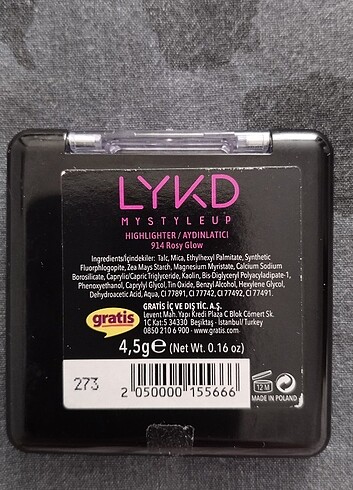 LYKD
MYSTYLEUP
HIGHLIGHTER / AYDINLATICI
914 Rosy Glow
Ingredients/İçindekiler: Talc, Mica, Ethylhexyl Palmitate, Synthetic
Fluorphlogopite, Zea Mays Starch, Magnesium Myristate, Calcium Sodium
Borosilicate, Caprylic/Capric Triglyceride, Kaolin, Bis-Diglyceryl Polyacyladipate-1,
Phenoxyethanol, Caprylyl Glycol, Tin Oxide, Benzyl Alcohol, Hexylene Glycol,
Dehydroacetic Acid, Aqua, CI 77891, CI 77742, CI 77492, CI 77491.
gratis
GRATİS İÇ VE DIŞ TİC. A.Ş.
Levent Mah. Yapı Kredi Plaza C Blok Cömert Sk.
1C Kat:5 34330 Beşiktaş - İstanbul/ Turkey
0850 210 6 900 - www.gratis.com
4,5g e (Net Wt. 0.16 oz)
273
2 050000 155666
12 M
MADE IN POLAND